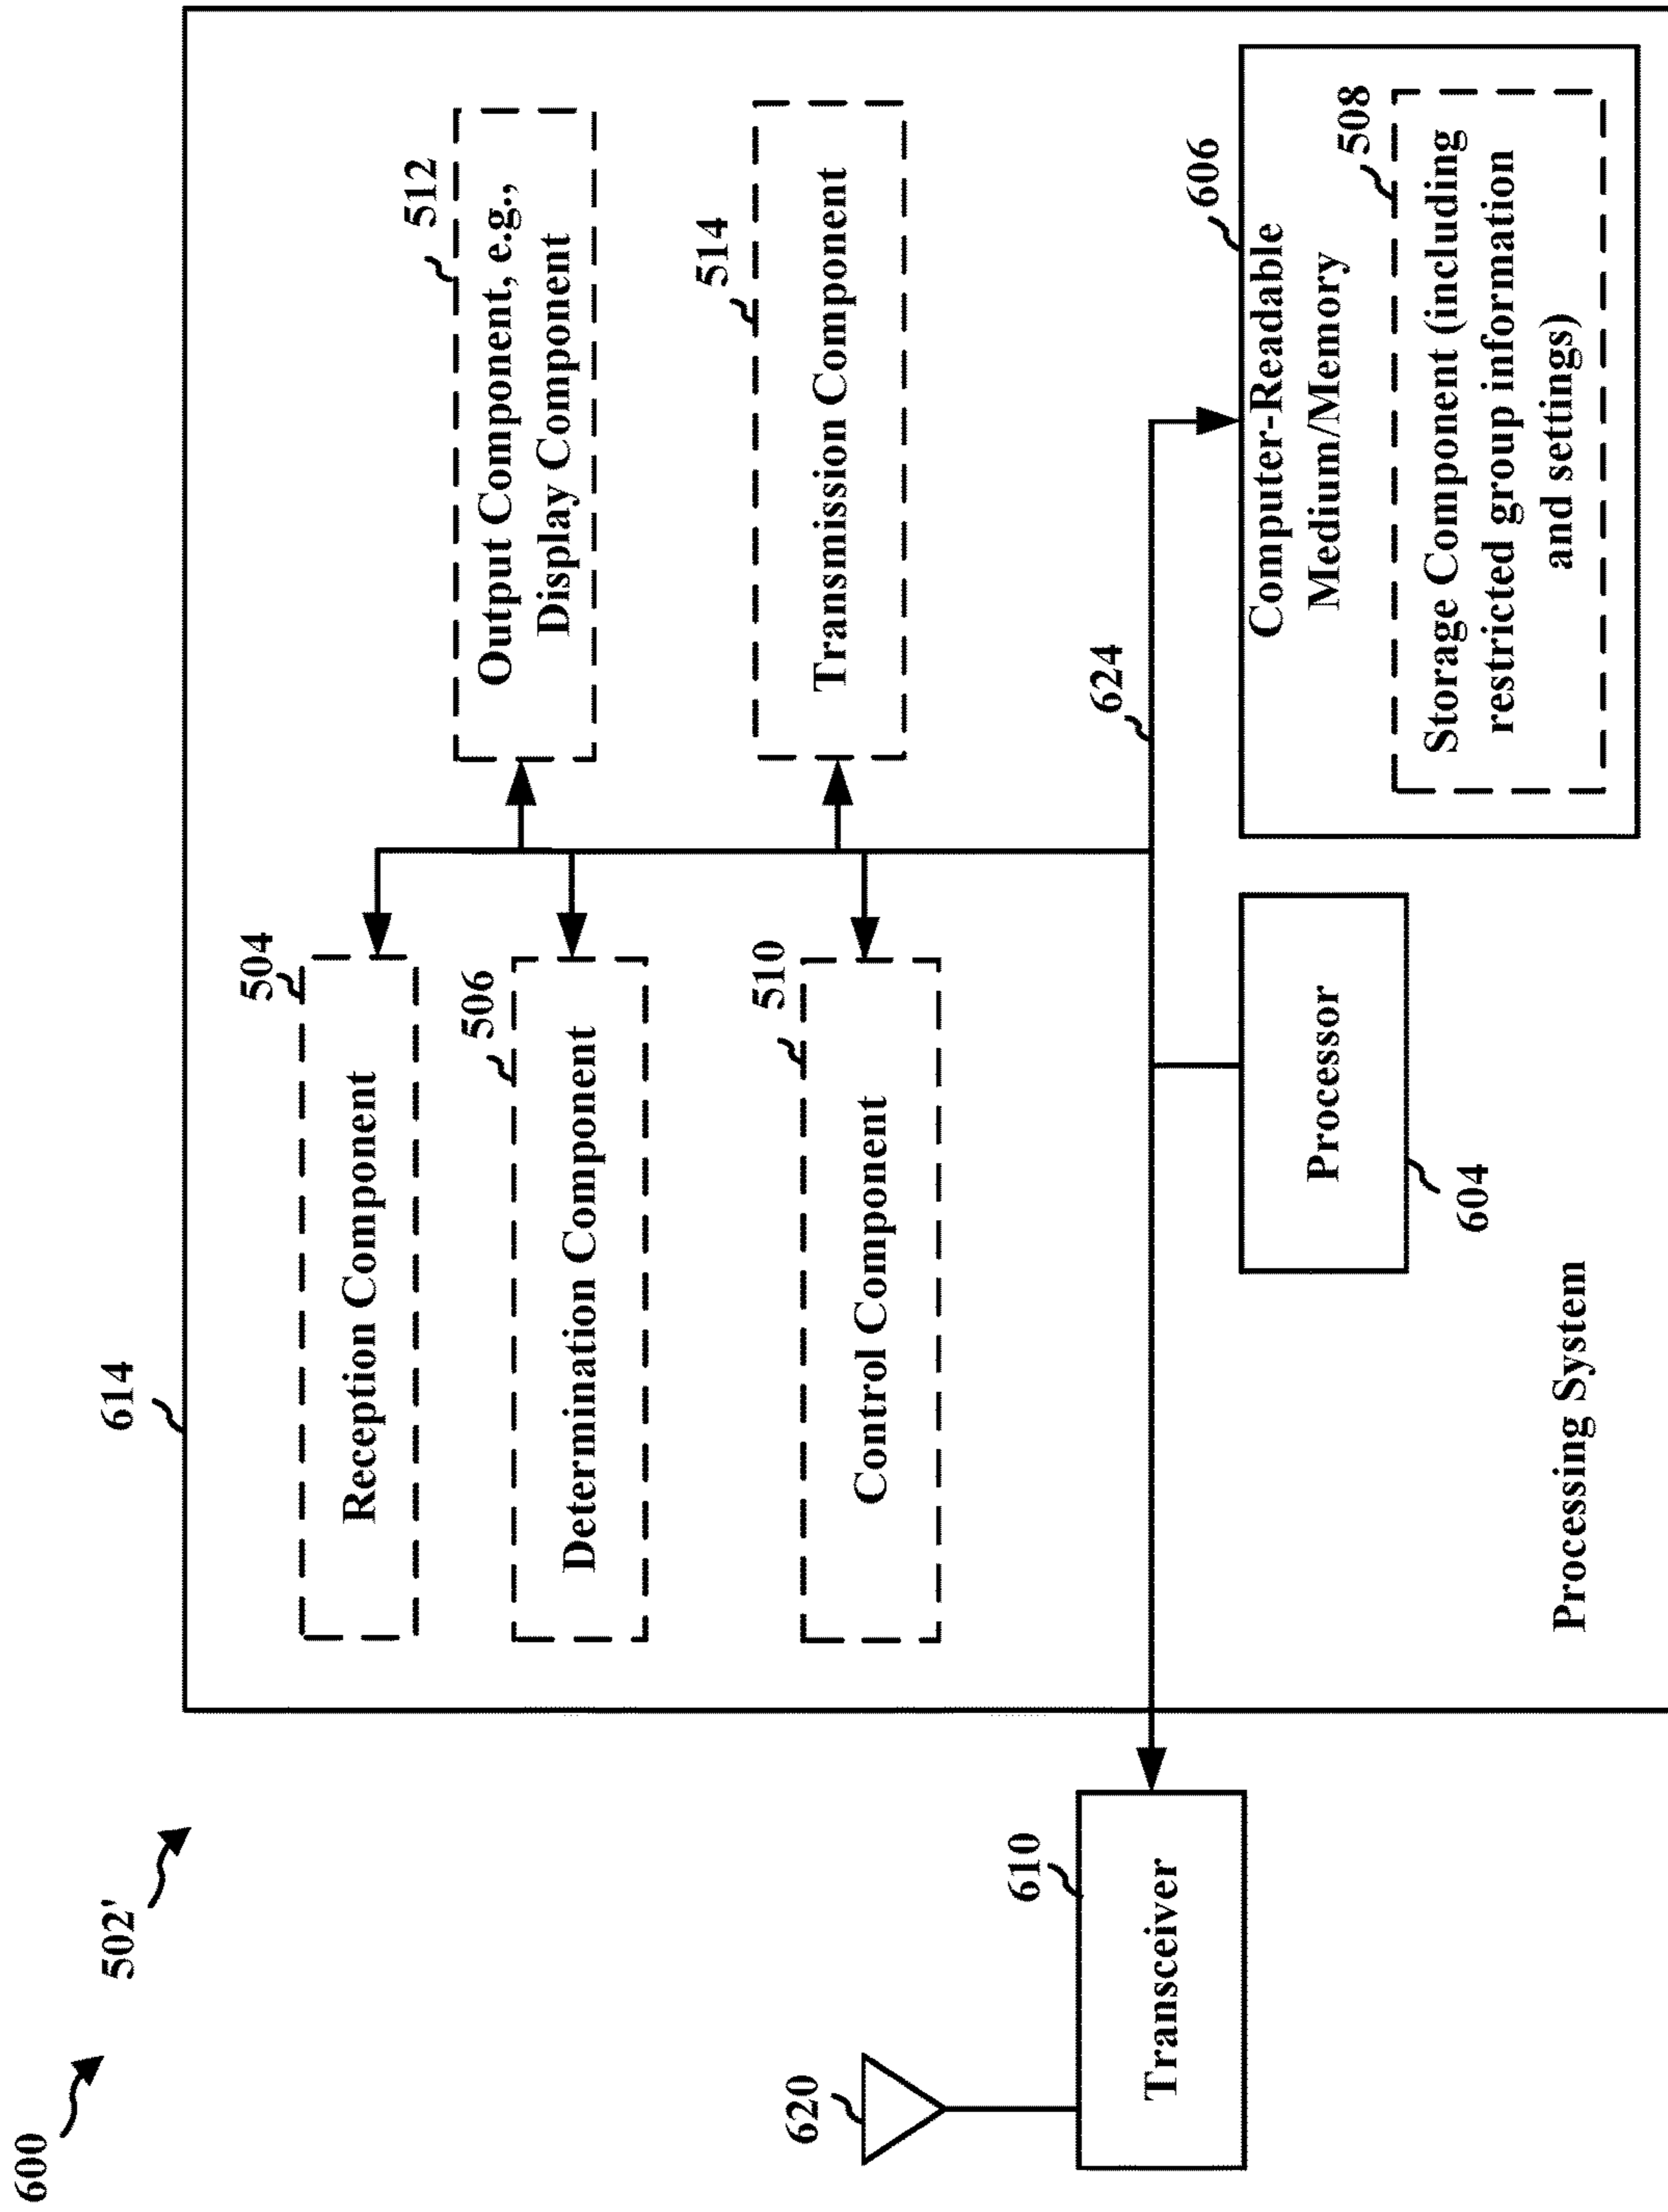 600
502'
614
504
Reception Component
512
Output Component, e.g.,
Display Component
506
Determination Component
514
Transmission Component
510
Control Component
624
620
610
Transceiver
Processor
604
606
Computer-Readable
Medium/Memory
508
Storage Component (including
restricted group information
and settings)
Processing System